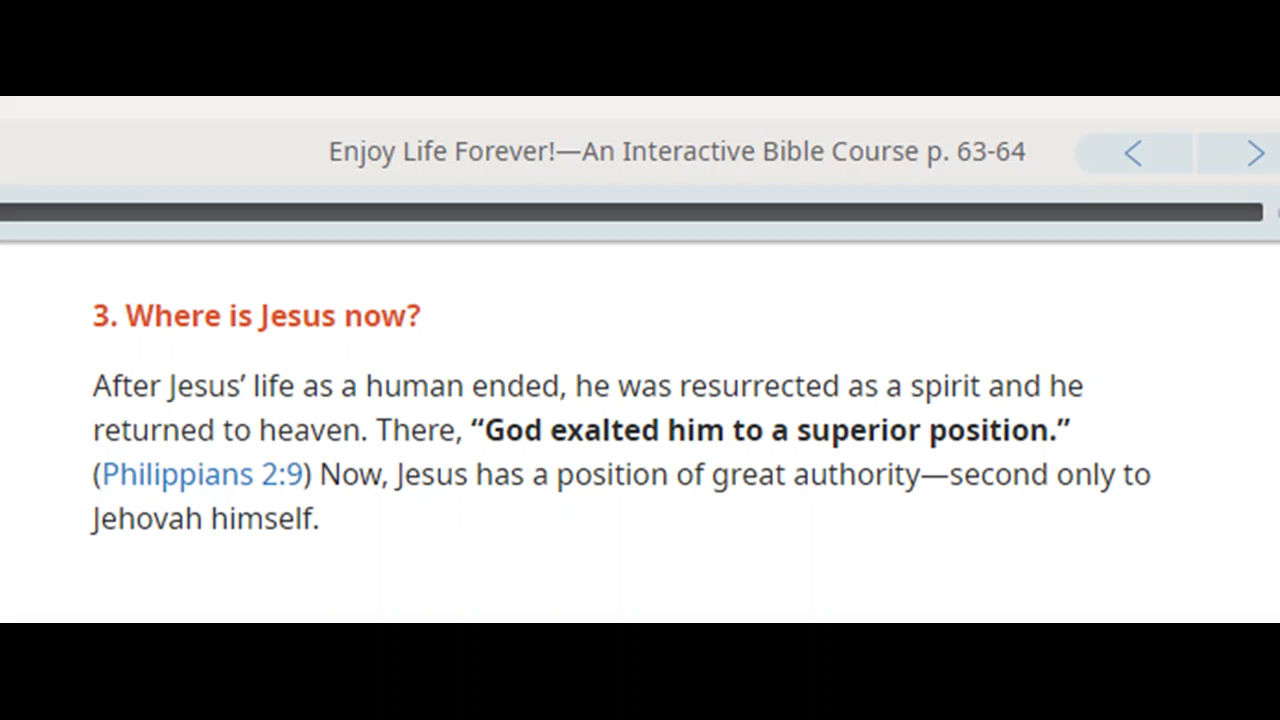 Enjoy Life Forever!—An Interactive Bible Course p. 63-64
3. Where is Jesus now?
After Jesus’ life as a human ended, he was resurrected as a spirit and he
returned to heaven. There, “God exalted him to a superior position.”
(Philippians 2:9) Now, Jesus has a position of great authority—second only to
Jehovah himself.